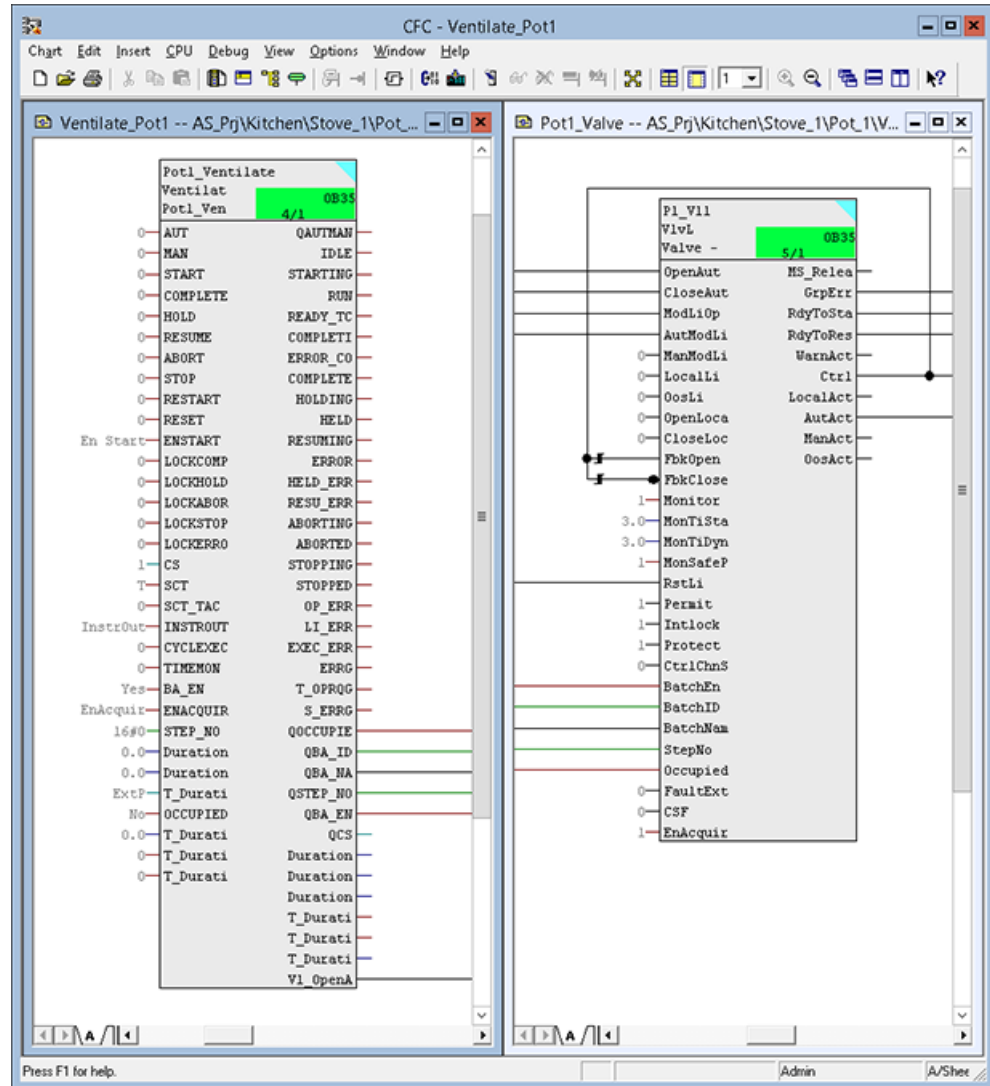 CFC - Ventilate_Pot1
Chart Edit Insert CPU Debug View Options Window Help
1
Ventilate_Pot1 -- AS_Prj\Kitchen\Stove_1\Pot_...
Pot1_Ventilate
Ventilat
Pot1_Ven
OB35
4/1
0 AUT QAUTMAN
0 MAN IDLE
0 START STARTING
0 COMPLETE RUN
0 HOLD READY_TC
0 RESUME COMPLETI
0 ABORT ERROR_CO
0 STOP COMPLETE
0 RESTART HOLDING
0 RESET HELD
En Start ENSTART RESUMING
0 LOCKCOMP ERROR
0 LOCKHOLD HELD_ERR
0 LOCKABOR RESU_ERR
0 LOCKSTOP ABORTING
0 LOCKERRO ABORTED
1 CS STOPPING
T SCT STOPPED
0 SCT_TAC OP_ERR
InstrOut INSTROUT LI_ERR
0 CYCLEXEC EXEC_ERR
0 TIMEMON ERRG
Yes BA_EN T_OPRQG
EnAcquir ENACQUIR S_ERRG
16#0 STEP_NO QOCCUPIE
0.0 Duration QBA_ID
0.0 Duration QBA_NA
ExtP T_Durati QSTEP_NO
No OCCUPIED QBA_EN
0.0 T_Durati QCS
0 T_Durati Duration
0 T_Durati Duration
Duration
T_Durati
T_Durati
T_Durati
V1_OpenA
A
Pot1_Valve -- AS_Prj\Kitchen\Stove_1\Pot_1\V...
P1_V11
VlvL
Valve -
OB35
5/1
OpenAut MS_Relea
CloseAut GrpErr
ModLiOp RdyToSta
AutModLi RdyToRes
0 ManModLi WarnAct
0 LocalLi Ctrl
0 OosLi LocalAct
0 OpenLoca AutAct
0 CloseLoc ManAct
FbkOpen OosAct
FbkClose
1 Monitor
3.0 MonTiSta
3.0 MonTiDyn
1 MonSafeP
RstLi
1 Permit
1 Intlock
1 Protect
0 CtrlChnS
BatchEn
BatchID
BatchNam
StepNo
Occupied
0 FaultExt
0 CSF
1 EnAcquir
A
Press F1 for help. Admin A/Shee